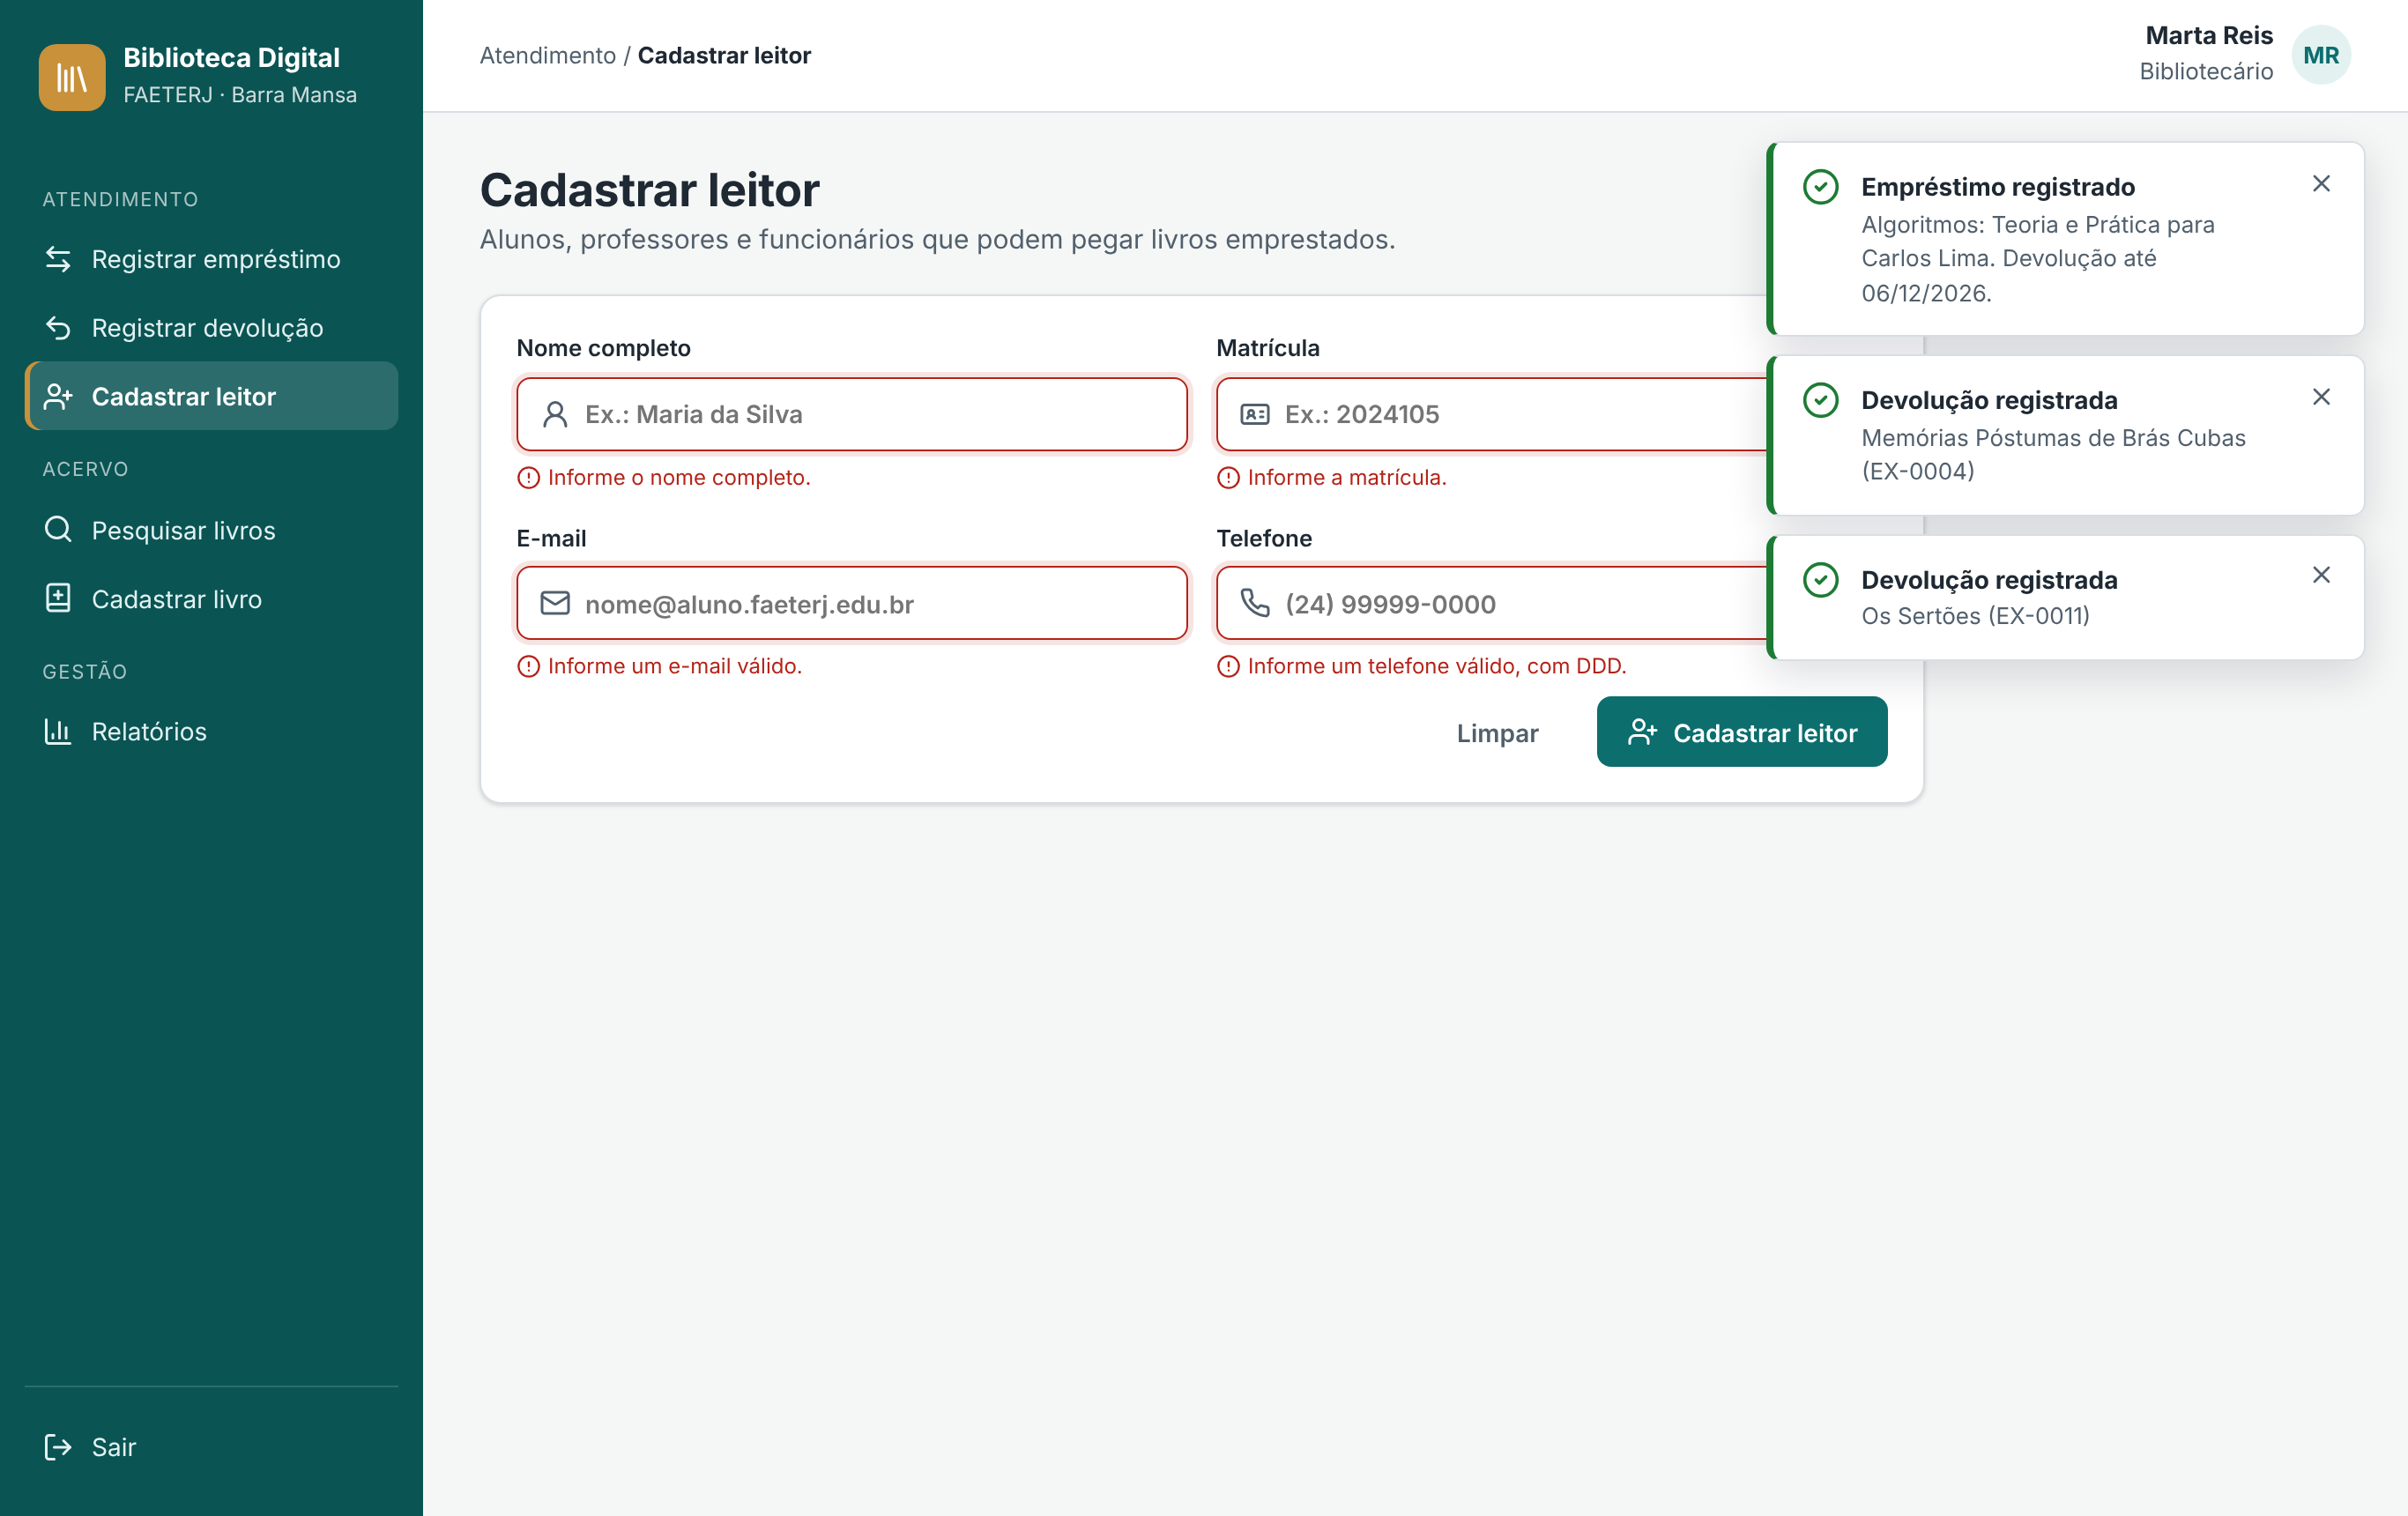 Biblioteca Digital
FAETERJ · Barra Mansa
ATENDIMENTO
Registrar empréstimo
Registrar devolução
Cadastrar leitor
ACERVO
Pesquisar livros
Cadastrar livro
GESTÃO
Relatórios
Sair
Atendimento / Cadastrar leitor
Marta Reis
Bibliotecário
MR
Cadastrar leitor
Alunos, professores e funcionários que podem pegar livros emprestados.
Nome completo
Ex.: Maria da Silva
Informe o nome completo.
Matrícula
Ex.: 2024105
Informe a matrícula.
E-mail
nome@aluno.faeterj.edu.br
Informe um e-mail válido.
Telefone
(24) 99999-0000
Informe um telefone válido, com DDD.
Limpar
Cadastrar leitor
Empréstimo registrado
Algoritmos: Teoria e Prática para
Carlos Lima. Devolução até
06/12/2026.
Devolução registrada
Memórias Póstumas de Brás Cubas
(EX-0004)
Devolução registrada
Os Sertões (EX-0011)